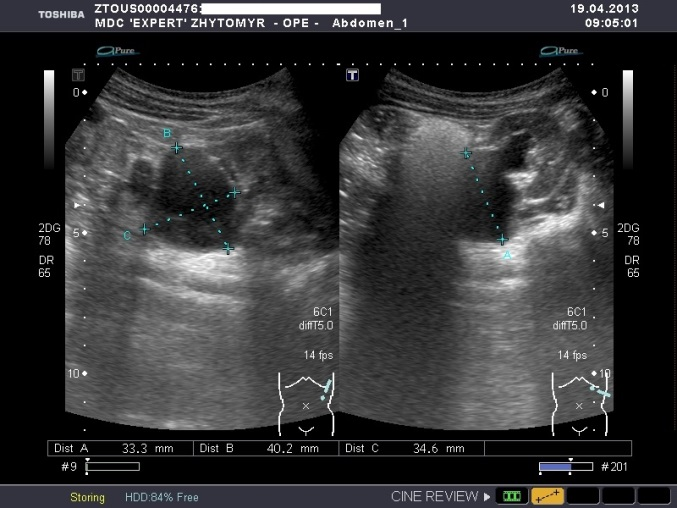 TOSHIBA
ZTOUS00004476:
19.04.2013
MDC 'EXPERT' ZHYTOMYR - OPE - Abdomen_1
09:05:01
aPure
aPure
T
T
0
0
B
C
A
5
5
10
10
2DG
78
DR
65
2DG
78
DR
65
6C1
diffT5.0
14 fps
6C1
diffT5.0
14 fps
Dist A 33.3 mm Dist B 40.2 mm Dist C 34.6 mm
#9
#201
Storing HDD:84% Free
CINE REVIEW